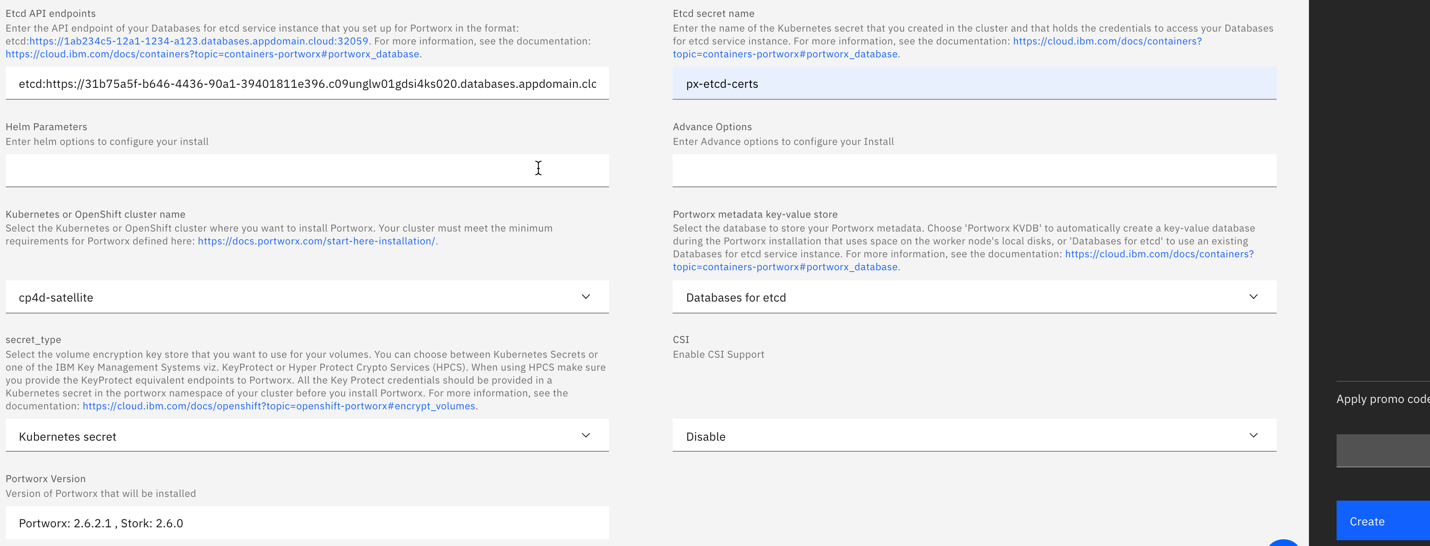 Etcd API endpoints
Enter the API endpoint of your Databases for etcd service instance that you set up for Portworx in the format:
etcd:https://1ab234c5-12a1-1234-a123.databases.appdomain.cloud:32059. For more information, see the documentation:
https://cloud.ibm.com/docs/containers?topic=containers-portworx#portworx_database.
etcd:https://31b75a5f-b646-4436-90a1-39401811e396.c09unglw01gdsi4ks020.databases.appdomain.clc
Etcd secret name
Enter the name of the Kubernetes secret that you created in the cluster and that holds the credentials to access your Databases
for etcd service instance. For more information, see the documentation: https://cloud.ibm.com/docs/containers?
topic=containers-portworx#portworx_database.
px-etcd-certs
Helm Parameters
Enter helm options to configure your install
Advance Options
Enter Advance options to configure your Install
Kubernetes or OpenShift cluster name
Select the Kubernetes or OpenShift cluster where you want to install Portworx. Your cluster must meet the minimum
requirements for Portworx defined here: https://docs.portworx.com/start-here-installation/.
cp4d-satellite
Portworx metadata key-value store
Select the database to store your Portworx metadata. Choose 'Portworx KVDB' to automatically create a key-value database
during the Portworx installation that uses space on the worker node's local disks, or 'Databases for etcd' to use an existing
Databases for etcd service instance. For more information, see the documentation: https://cloud.ibm.com/docs/containers?
topic=containers-portworx#portworx_database.
Databases for etcd
secret_type
Select the volume encryption key store that you want to use for your volumes. You can choose between Kubernetes Secrets or
one of the IBM Key Management Systems viz. KeyProtect or Hyper Protect Crypto Services (HPCS). When using HPCS make sure
you provide the KeyProtect equivalent endpoints to Portworx. All the Key Protect credentials should be provided in a
Kubernetes secret in the portworx namespace of your cluster before you install Portworx. For more information, see the
documentation: https://cloud.ibm.com/docs/openshift?topic=openshift-portworx#encrypt_volumes.
Kubernetes secret
CSI
Enable CSI Support
Disable
Portworx Version
Version of Portworx that will be installed
Portworx: 2.6.2.1 , Stork: 2.6.0
Apply promo code
Create